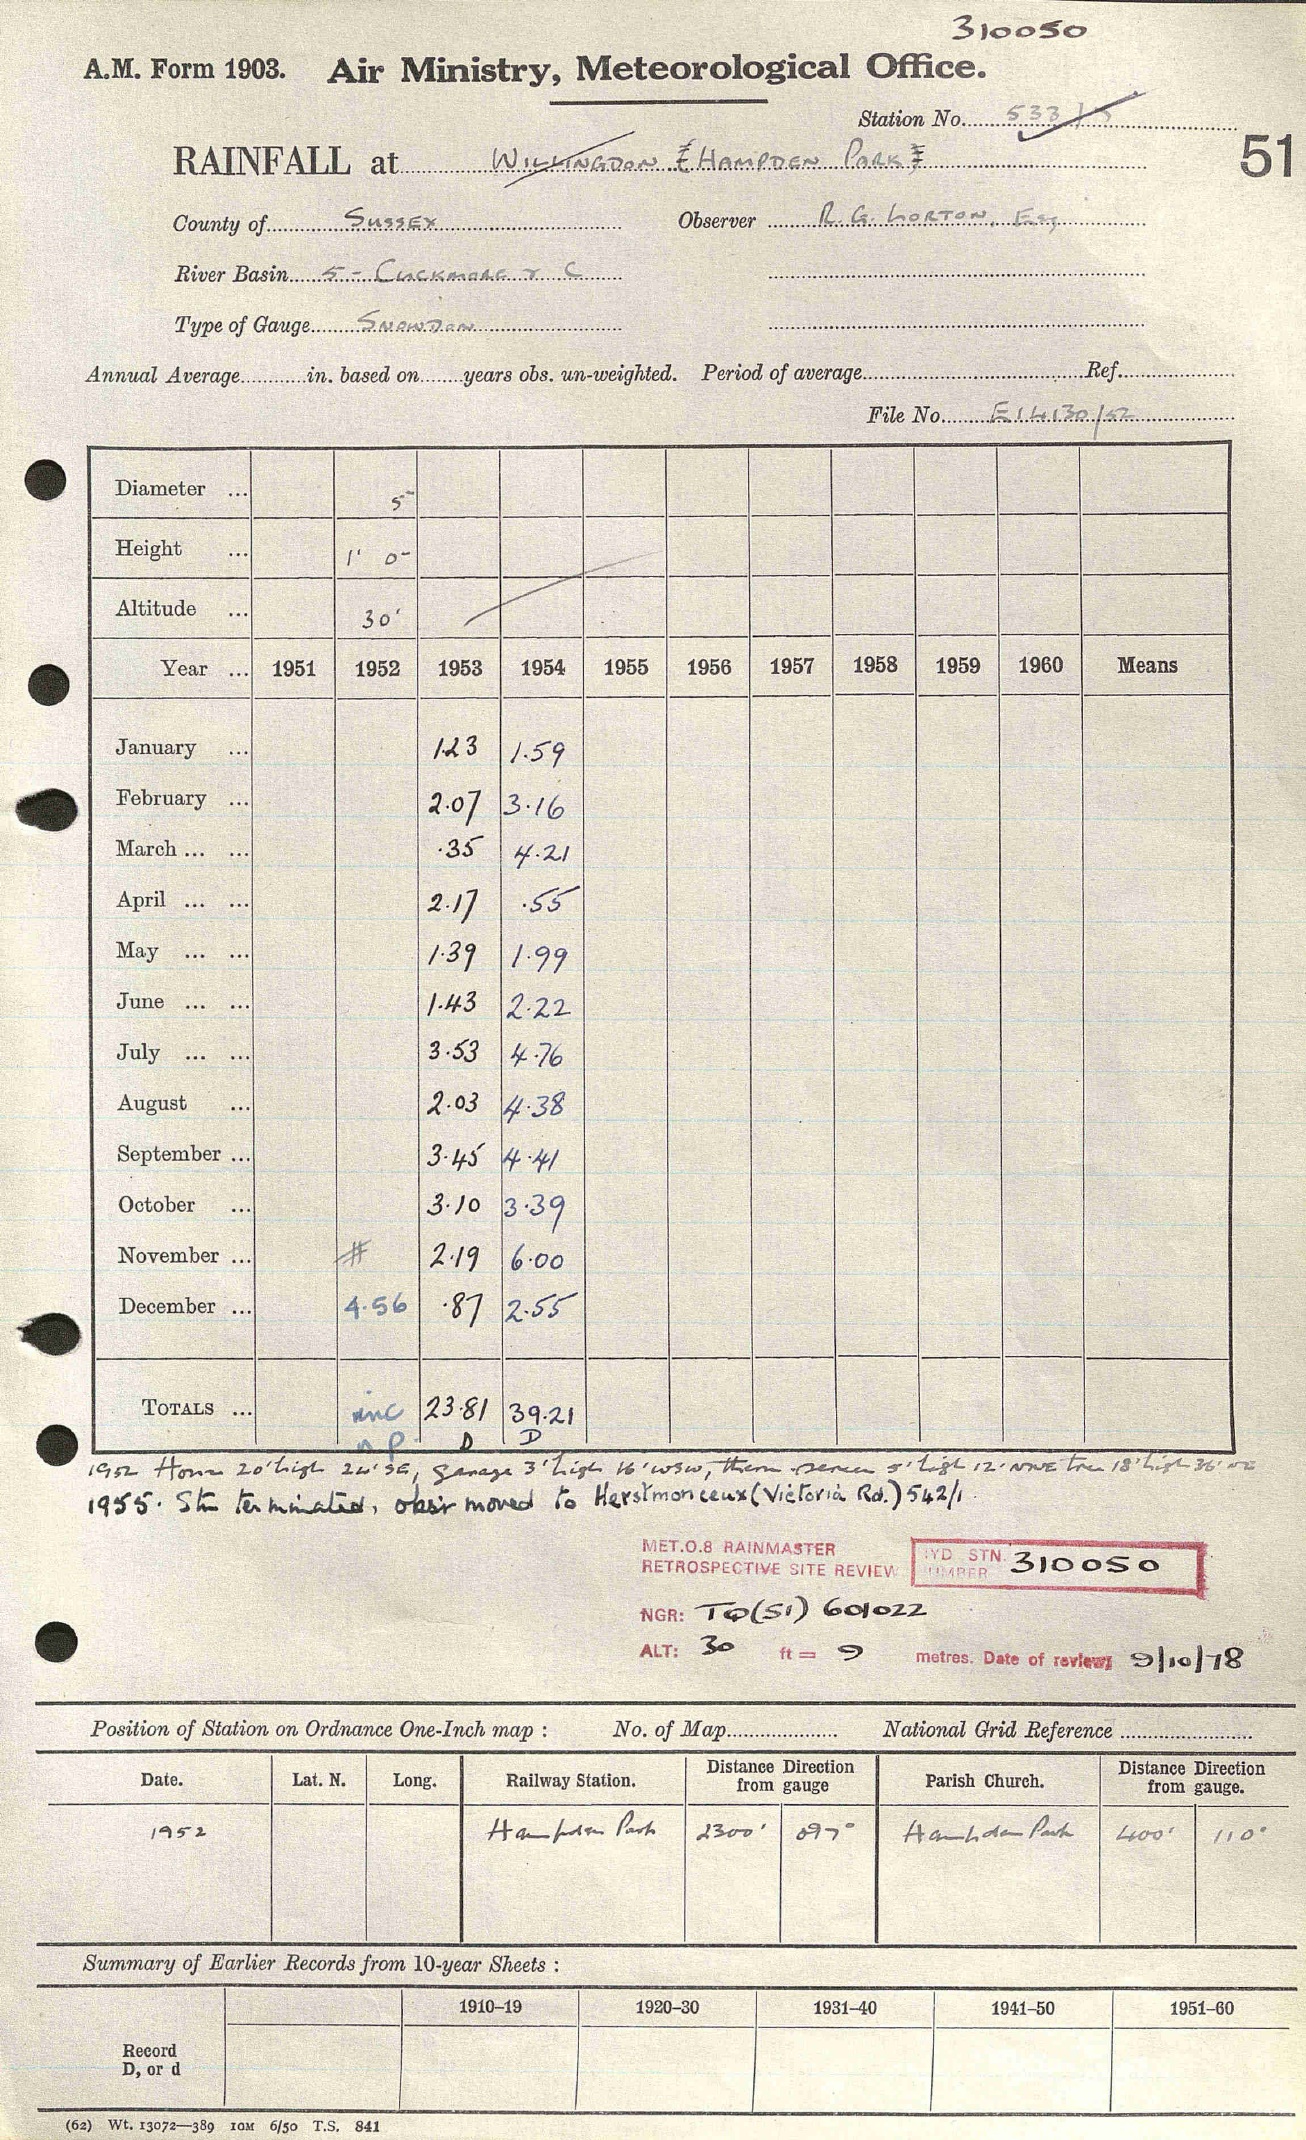 310050
A.M. Form 1903. Air Ministry, Meteorological Office.
Station No. 533/5
51
RAINFALL at Willingdon (Hampden Park)
County of Sussex Observer R. G. Lorton, Esq
River Basin 5 - Cuckmere & C
Type of Gauge Snowdon
Annual Average in. based on years obs. un-weighted. Period of average Ref.
File No. E14130/52
Diameter ... 5"
Height ... 1' 0"
Altitude ... 30'
Year ... 1951 1952 1953 1954 1955 1956 1957 1958 1959 1960 Means
January ... 1.23 1.59
February ... 2.07 3.16
March ... ... .35 4.21
April ... ... 2.17 .55
May ... ... 1.39 1.99
June ... ... 1.43 2.22
July ... ... 3.53 4.76
August ... 2.03 4.38
September ... 3.45 4.41
October ... 3.10 3.39
November ... # 2.19 6.00
December ... 4.56 .87 2.55
TOTALS ... inc 23.81 39.21
n p. D D
1952 House 20' high 24' SE, garage 3' high 16' WSW, screen 5' high 12' NNE tree 18' high 36' NE
1955. Stn terminated, obsr moved to Herstmonceux (Victoria Rd.) 542/1
MET.O.8 RAINMASTER
RETROSPECTIVE SITE REVIEW
HYD STN. NUMBER 310050
NGR: TQ(51) 601022
ALT: 30 ft = 9 metres. Date of review: 9/10/78
Position of Station on Ordnance One-Inch map : No. of Map National Grid Reference
Date. Lat. N. Long. Railway Station. Distance Direction from gauge Parish Church. Distance Direction from gauge.
1952 Hampden Park 2300' 097° Hampden Park 400' 110°
Summary of Earlier Records from 10-year Sheets :
1910–19 1920–30 1931–40 1941–50 1951–60
Record
D, or d
(62) Wt. 13072—389 10M 6/50 T.S. 841